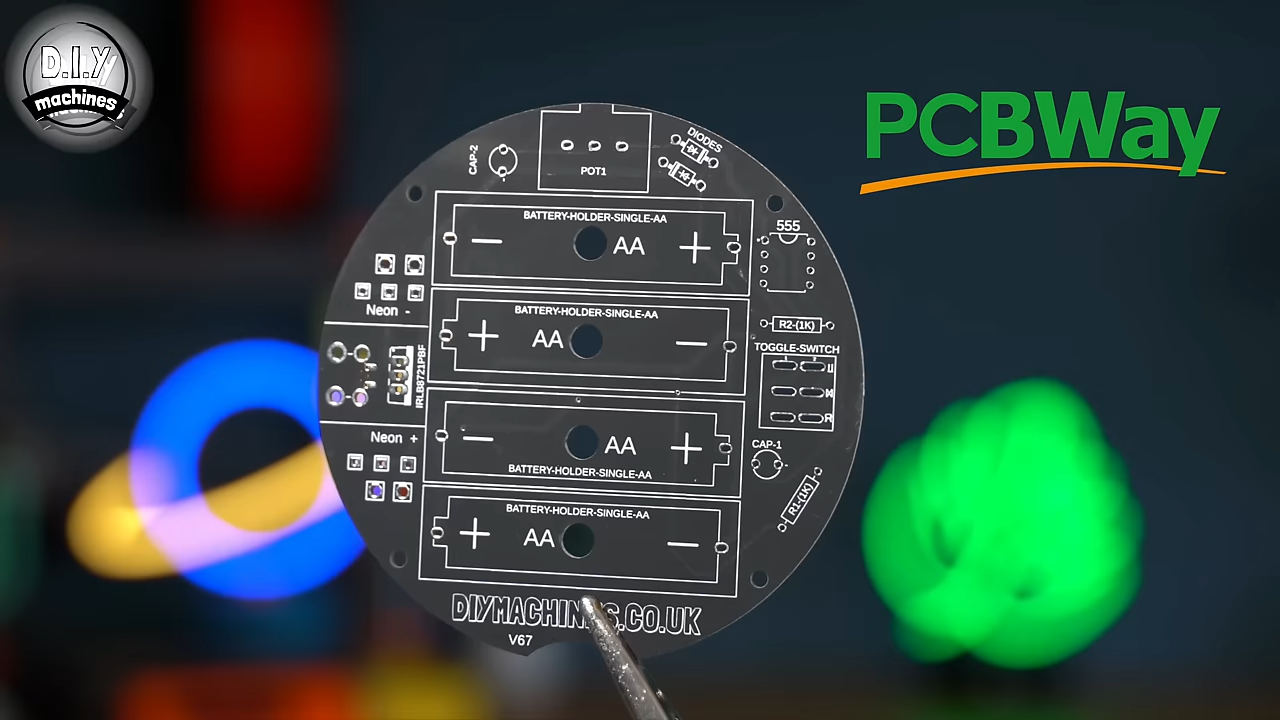 D.I.Y
machines
PCBWay
DIODES
CAP-2
POT1
BATTERY-HOLDER-SINGLE-AA
AA
555
BATTERY-HOLDER-SINGLE-AA
AA
Neon -
R2-(1K)
TOGGLE-SWITCH
IRLB8721PBF
AA
BATTERY-HOLDER-SINGLE-AA
Neon +
CAP-1
R1-(1K)
BATTERY-HOLDER-SINGLE-AA
AA
DIYMACHINES.CO.UK
V67